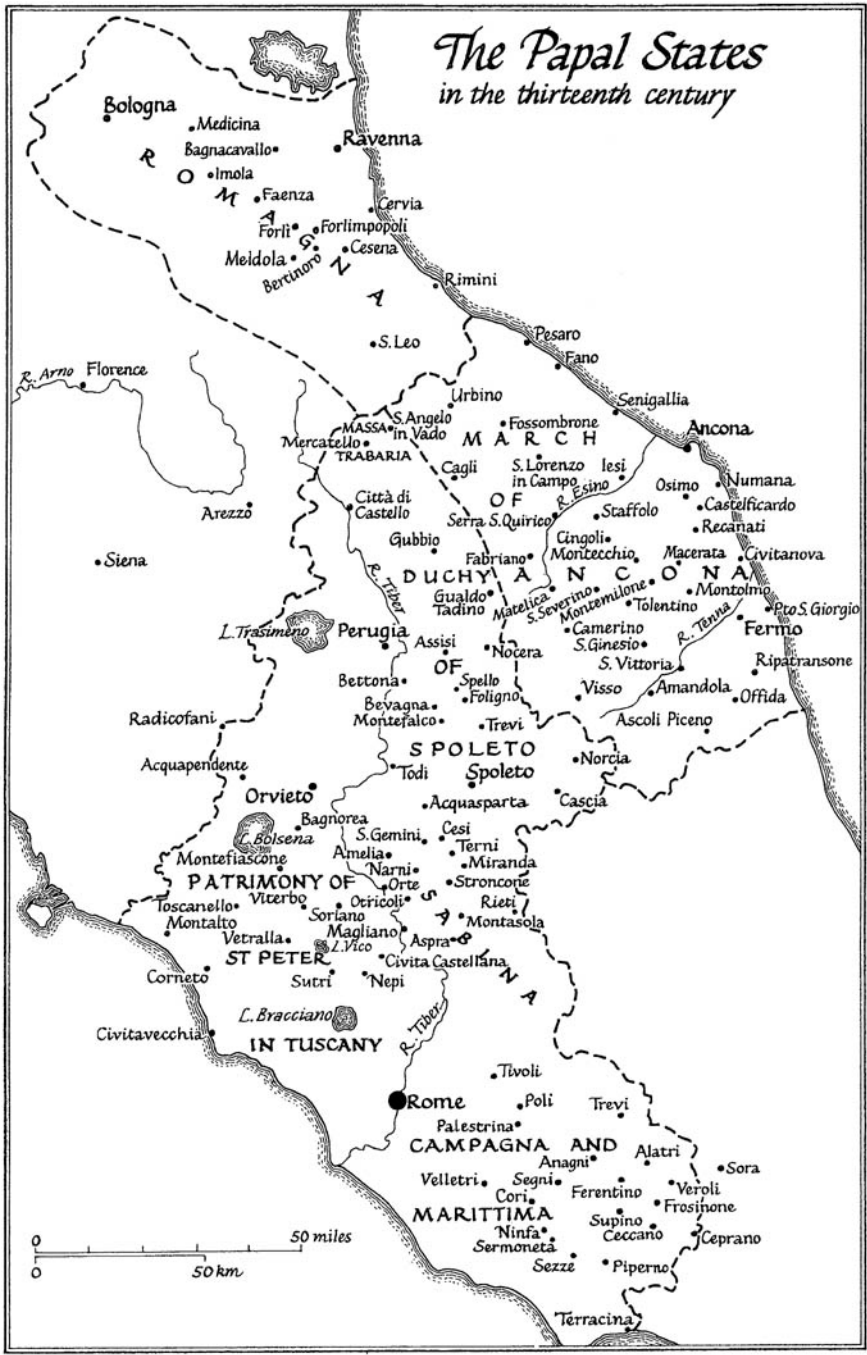 The Papal States
in the thirteenth century
Bologna
Medicina
Bagnacavallo
Ravenna
Imola
ROMAGNA
Faenza
Cervia
Forlì
Forlimpopoli
Meldola
Bertinoro
Cesena
Rimini
S. Leo
Pesaro
Fano
R. Arno
Florence
Urbino
Senigallia
MASSA
TRABARIA
S. Angelo
in Vado
Mercatello
Fossombrone
Ancona
MARCH
OF
ANCONA
Cagli
S. Lorenzo
in Campo
Iesi
R. Esino
Osimo
Numana
Castelficardo
Recanati
Arezzo
Città di
Castello
Serra S. Quirico
Staffolo
Siena
Gubbio
Cingoli
Fabriano
Montecchio
Macerata
Civitanova
R. Tiber
DUCHY
OF
SPOLETO
Gualdo
Tadino
Matelica
S. Severino
Montemilone
Tolentino
Montolmo
Pto S. Giorgio
L. Trasimeno
Perugia
Assisi
Nocera
Camerino
S. Ginesio
R. Tenna
Fermo
S. Vittoria
Ripatransone
Bettona
Spello
Foligno
Visso
Amandola
Offida
Bevagna
Montefalco
Trevi
Ascoli Piceno
Radicofani
Acquapendente
Todi
Spoleto
Norcia
Orvieto
Acquasparta
Cascia
Bagnorea
L. Bolsena
S. Gemini
Cesi
Terni
Amelia
Miranda
Montefiascone
Narni
Stroncone
PATRIMONY OF
ST PETER
IN TUSCANY
Orte
Toscanello
Viterbo
Soriano
Otricoli
SABINA
Rieti
Montasola
Montalto
Magliano
Vetralla
L. Vico
Aspra
Civita Castellana
Corneto
Sutri
Nepi
L. Bracciano
Civitavecchia
R. Tiber
Tivoli
Rome
Poli
Trevi
Palestrina
CAMPAGNA AND
MARITTIMA
Anagni
Alatri
Sora
Velletri
Segni
Ferentino
Veroli
Cori
Frosinone
Supino
Ninfa
Ceccano
Ceprano
Sermoneta
Sezze
Piperno
Terracina
0 50 miles
0 50 km